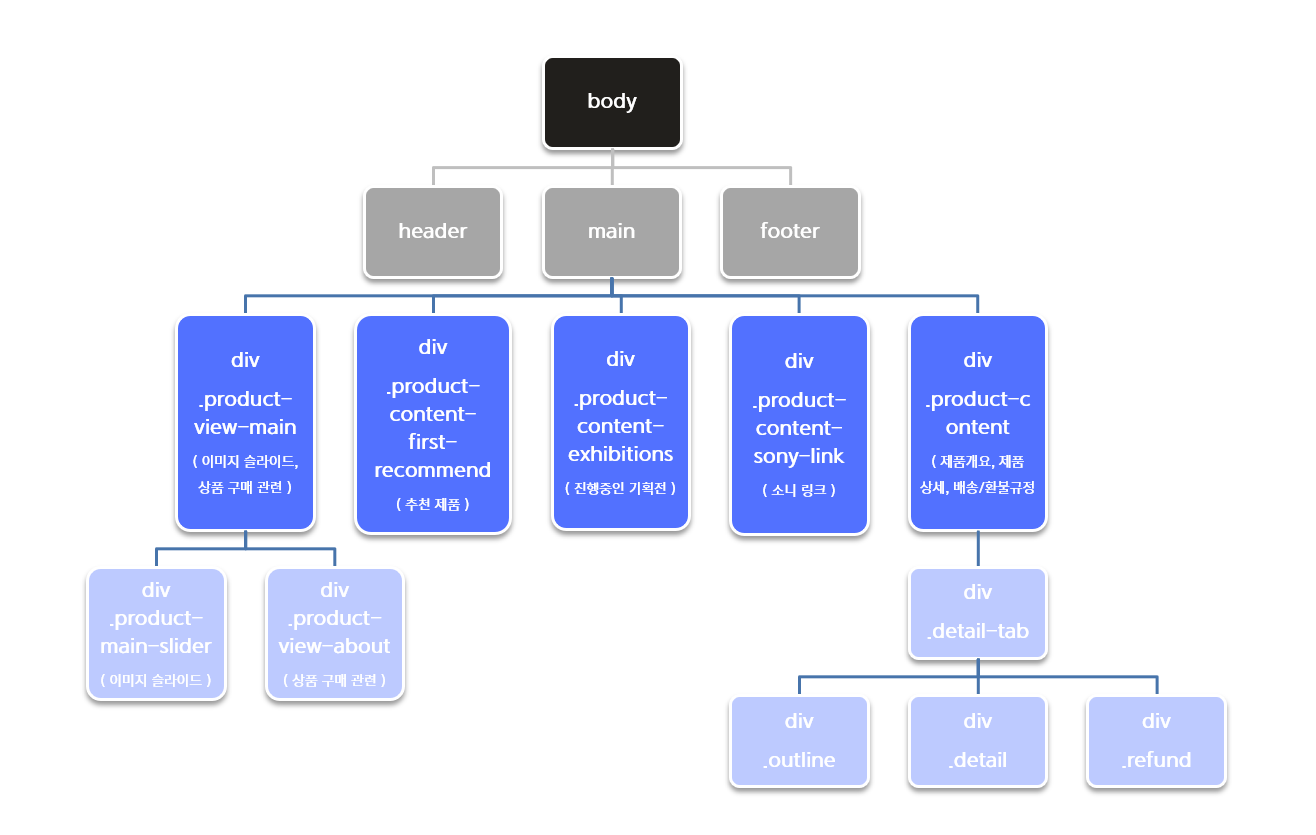 body
header
main
footer
div
.product-
view-main
( 이미지 슬라이드,
상품 구매 관련 )
div
.product-
content-
first-
recommend
( 추천 제품 )
div
.product-
content-
exhibitions
( 진행중인 기획전 )
div
.product-
content-
sony-link
( 소니 링크 )
div
.product-c
ontent
( 제품개요, 제품
상세, 배송/환불규정
div
.product-
main-slider
( 이미지 슬라이드 )
div
.product-
view-about
( 상품 구매 관련 )
div
.detail-tab
div
.outline
div
.detail
div
.refund